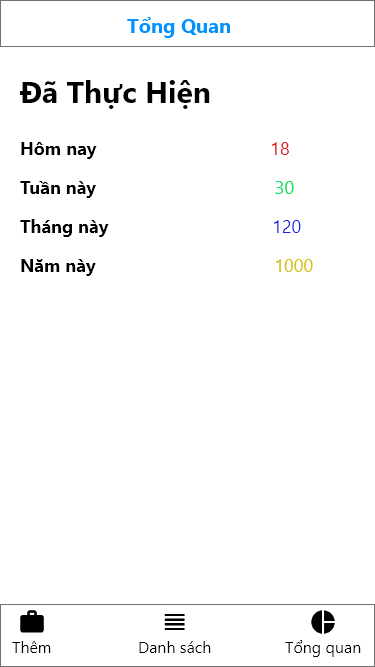 Tổng Quan
Đã Thực Hiện
Hôm nay 18
Tuần này 30
Tháng này 120
Năm này 1000
Thêm Danh sách Tổng quan